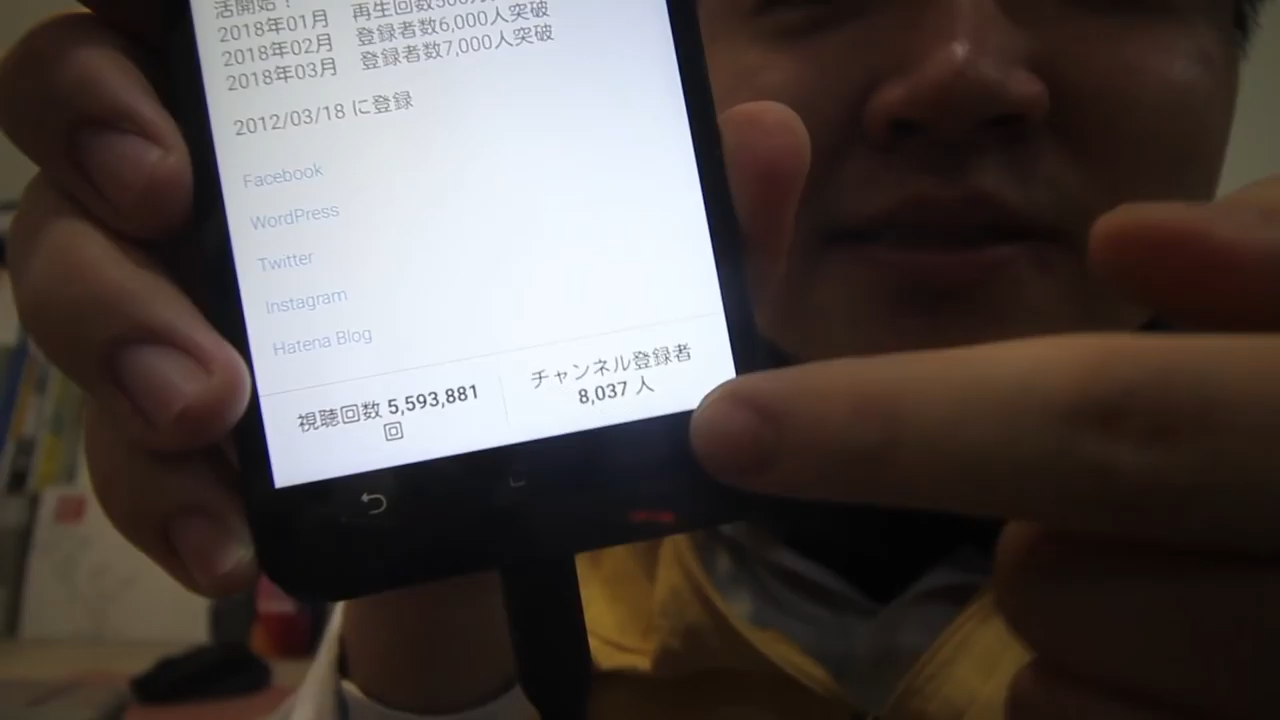 活開始！
2018年01月 再生回数500万
2018年02月 登録者数6,000人突破
2018年03月 登録者数7,000人突破
2012/03/18 に登録
Facebook
WordPress
Twitter
Instagram
Hatena Blog
視聴回数 5,593,881
回
チャンネル登録者
8,037 人